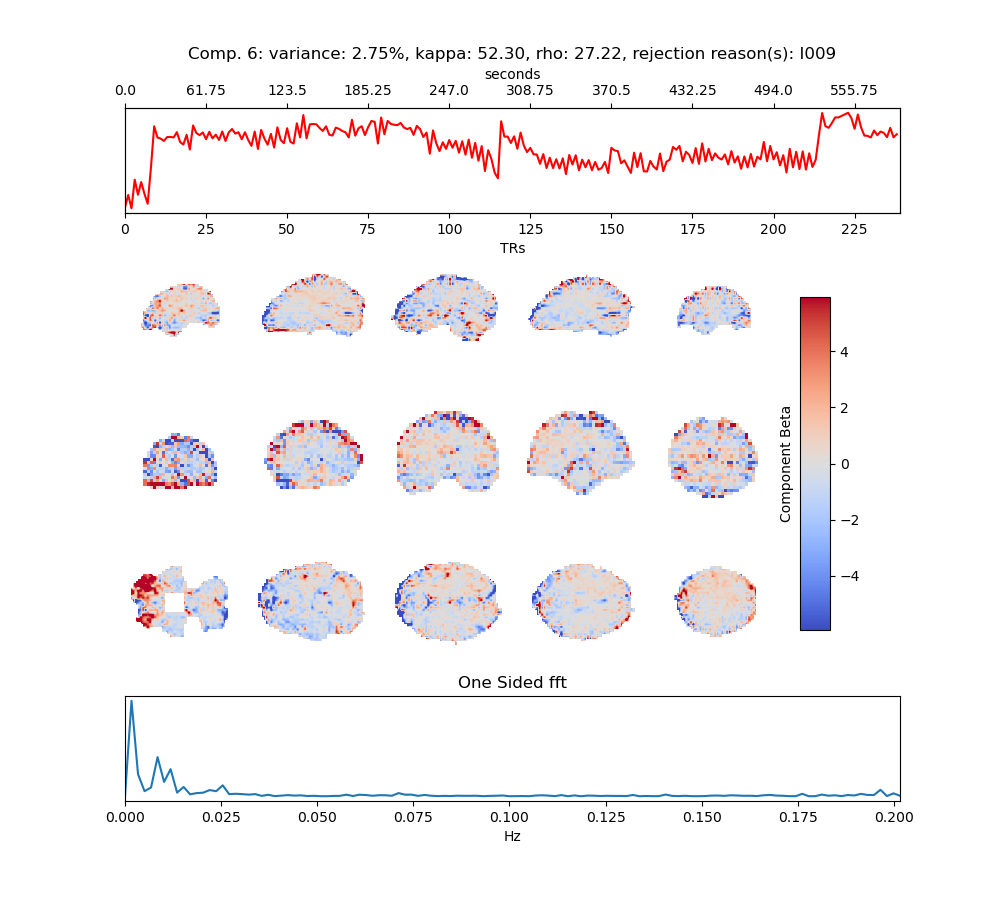 Comp. 6: variance: 2.75%, kappa: 52.30, rho: 27.22, rejection reason(s): I009
seconds
0.0 61.75 123.5 185.25 247.0 308.75 370.5 432.25 494.0 555.75
0 25 50 75 100 125 150 175 200 225
TRs
4
2
0
−2
−4
Component Beta
One Sided fft
0.000 0.025 0.050 0.075 0.100 0.125 0.150 0.175 0.200
Hz